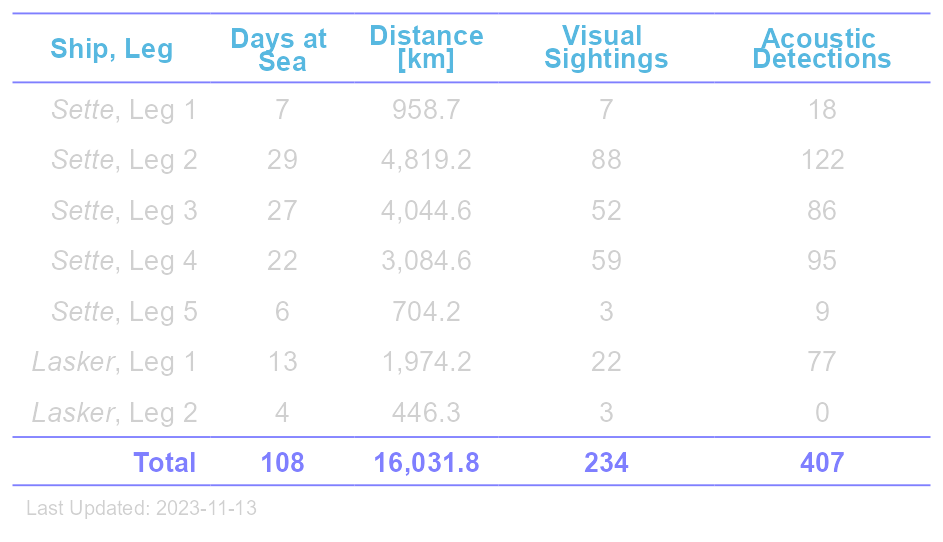 Ship, Leg Days at Sea Distance [km] Visual Sightings Acoustic Detections
Sette, Leg 1 7 958.7 7 18
Sette, Leg 2 29 4,819.2 88 122
Sette, Leg 3 27 4,044.6 52 86
Sette, Leg 4 22 3,084.6 59 95
Sette, Leg 5 6 704.2 3 9
Lasker, Leg 1 13 1,974.2 22 77
Lasker, Leg 2 4 446.3 3 0
Total 108 16,031.8 234 407
Last Updated: 2023-11-13